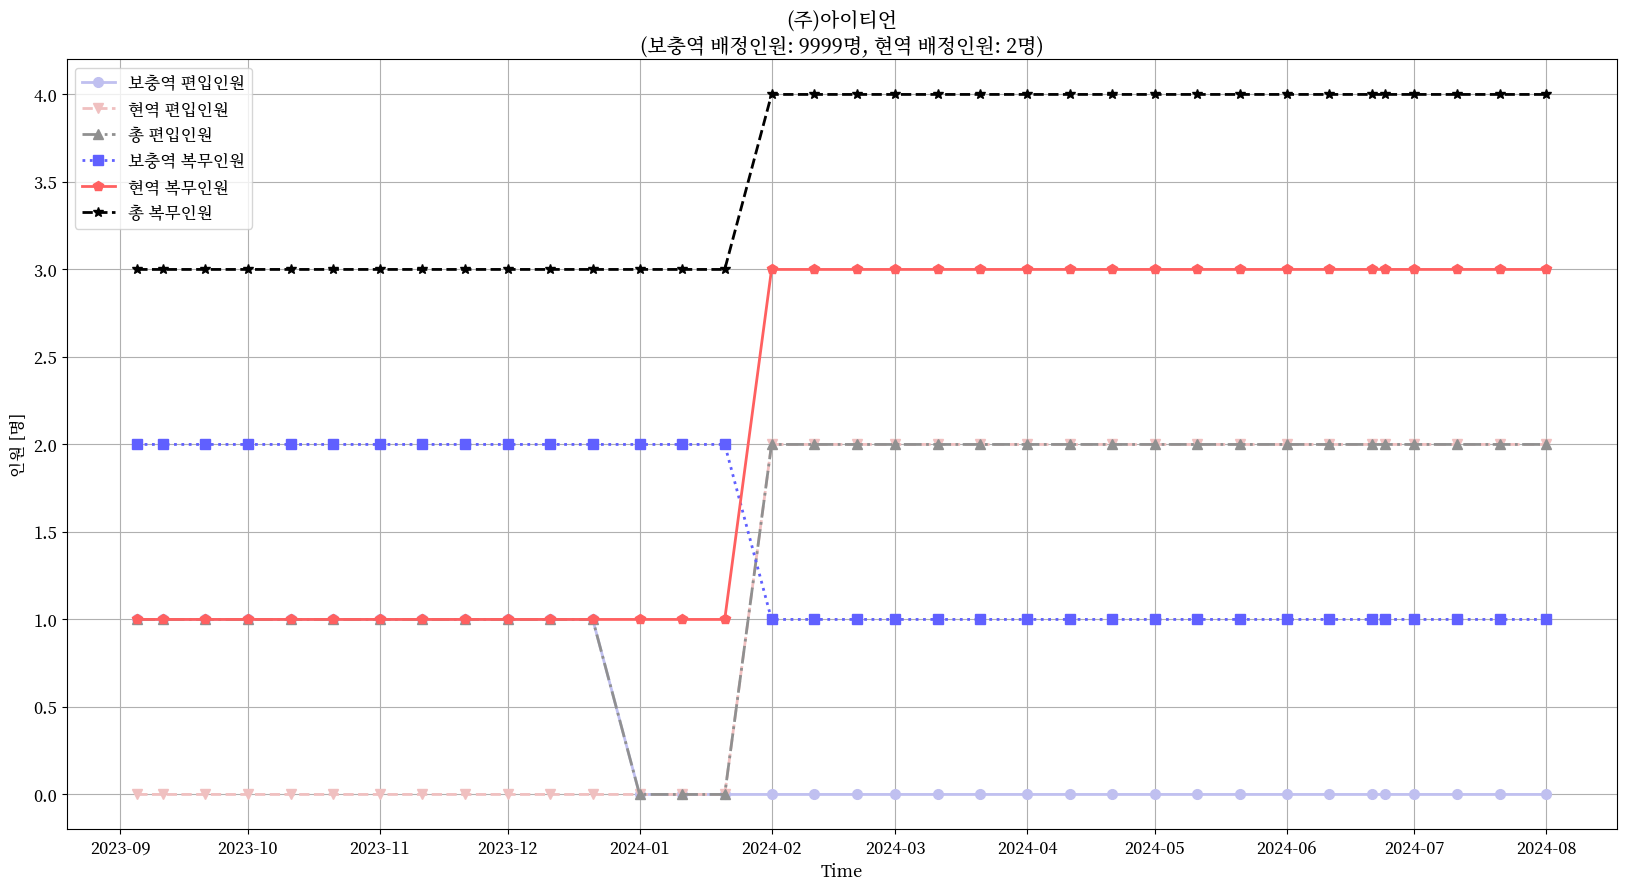 (주)아이티언
(보충역 배정인원: 9999명, 현역 배정인원: 2명)
보충역 편입인원
현역 편입인원
총 편입인원
보충역 복무인원
현역 복무인원
총 복무인원
4.0
3.5
3.0
2.5
2.0
1.5
1.0
0.5
0.0
인원 [명]
2023-09 2023-10 2023-11 2023-12 2024-01 2024-02 2024-03 2024-04 2024-05 2024-06 2024-07 2024-08
Time